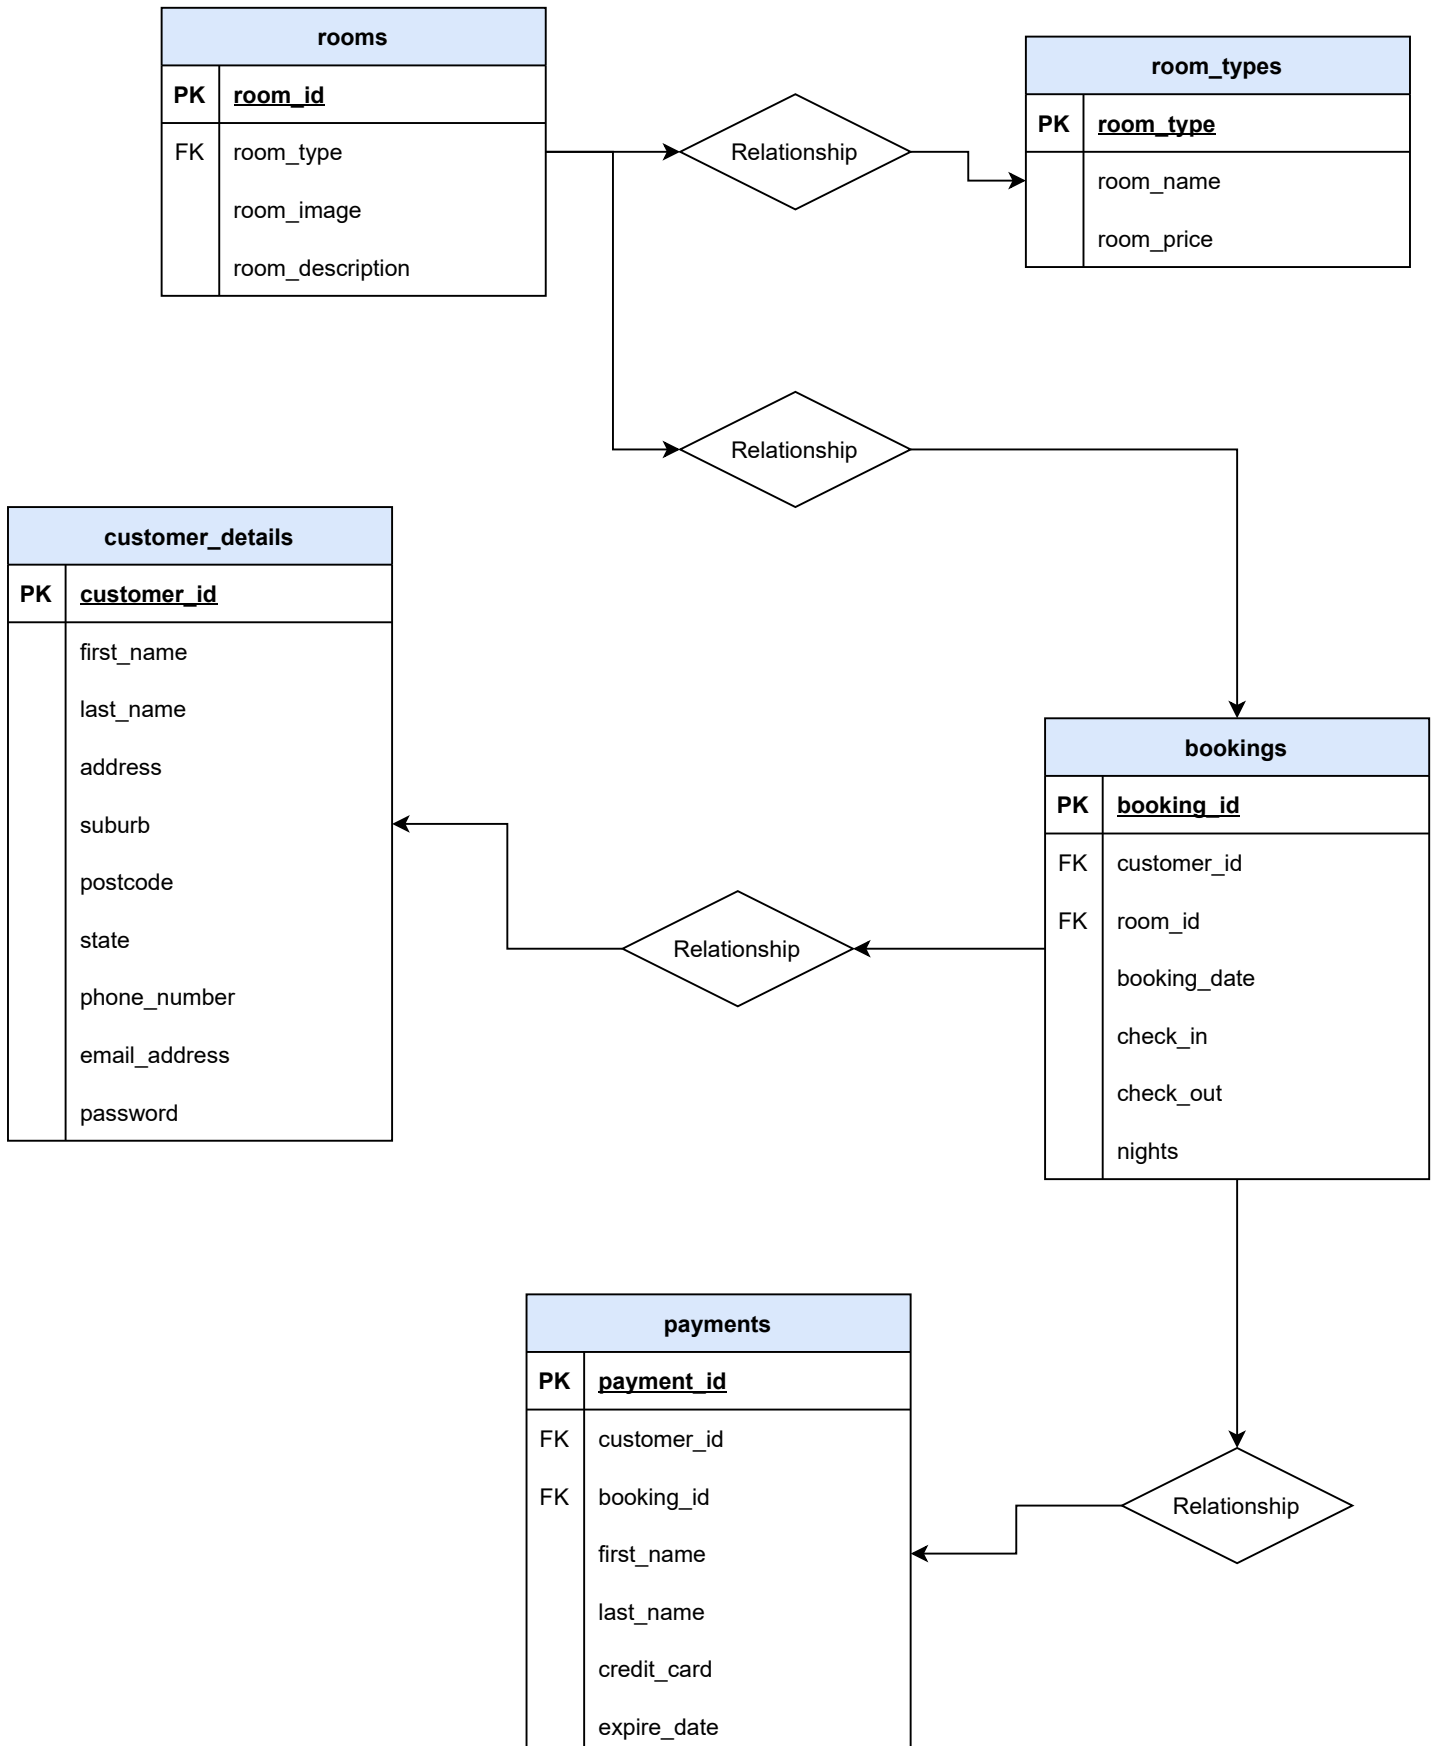 rooms
PK room_id
FK room_type
room_image
room_description
room_types
PK room_type
room_name
room_price
Relationship
Relationship
customer_details
PK customer_id
first_name
last_name
address
suburb
postcode
state
phone_number
email_address
password
Relationship
bookings
PK booking_id
FK customer_id
FK room_id
booking_date
check_in
check_out
nights
payments
PK payment_id
FK customer_id
FK booking_id
first_name
last_name
credit_card
expire_date
Relationship